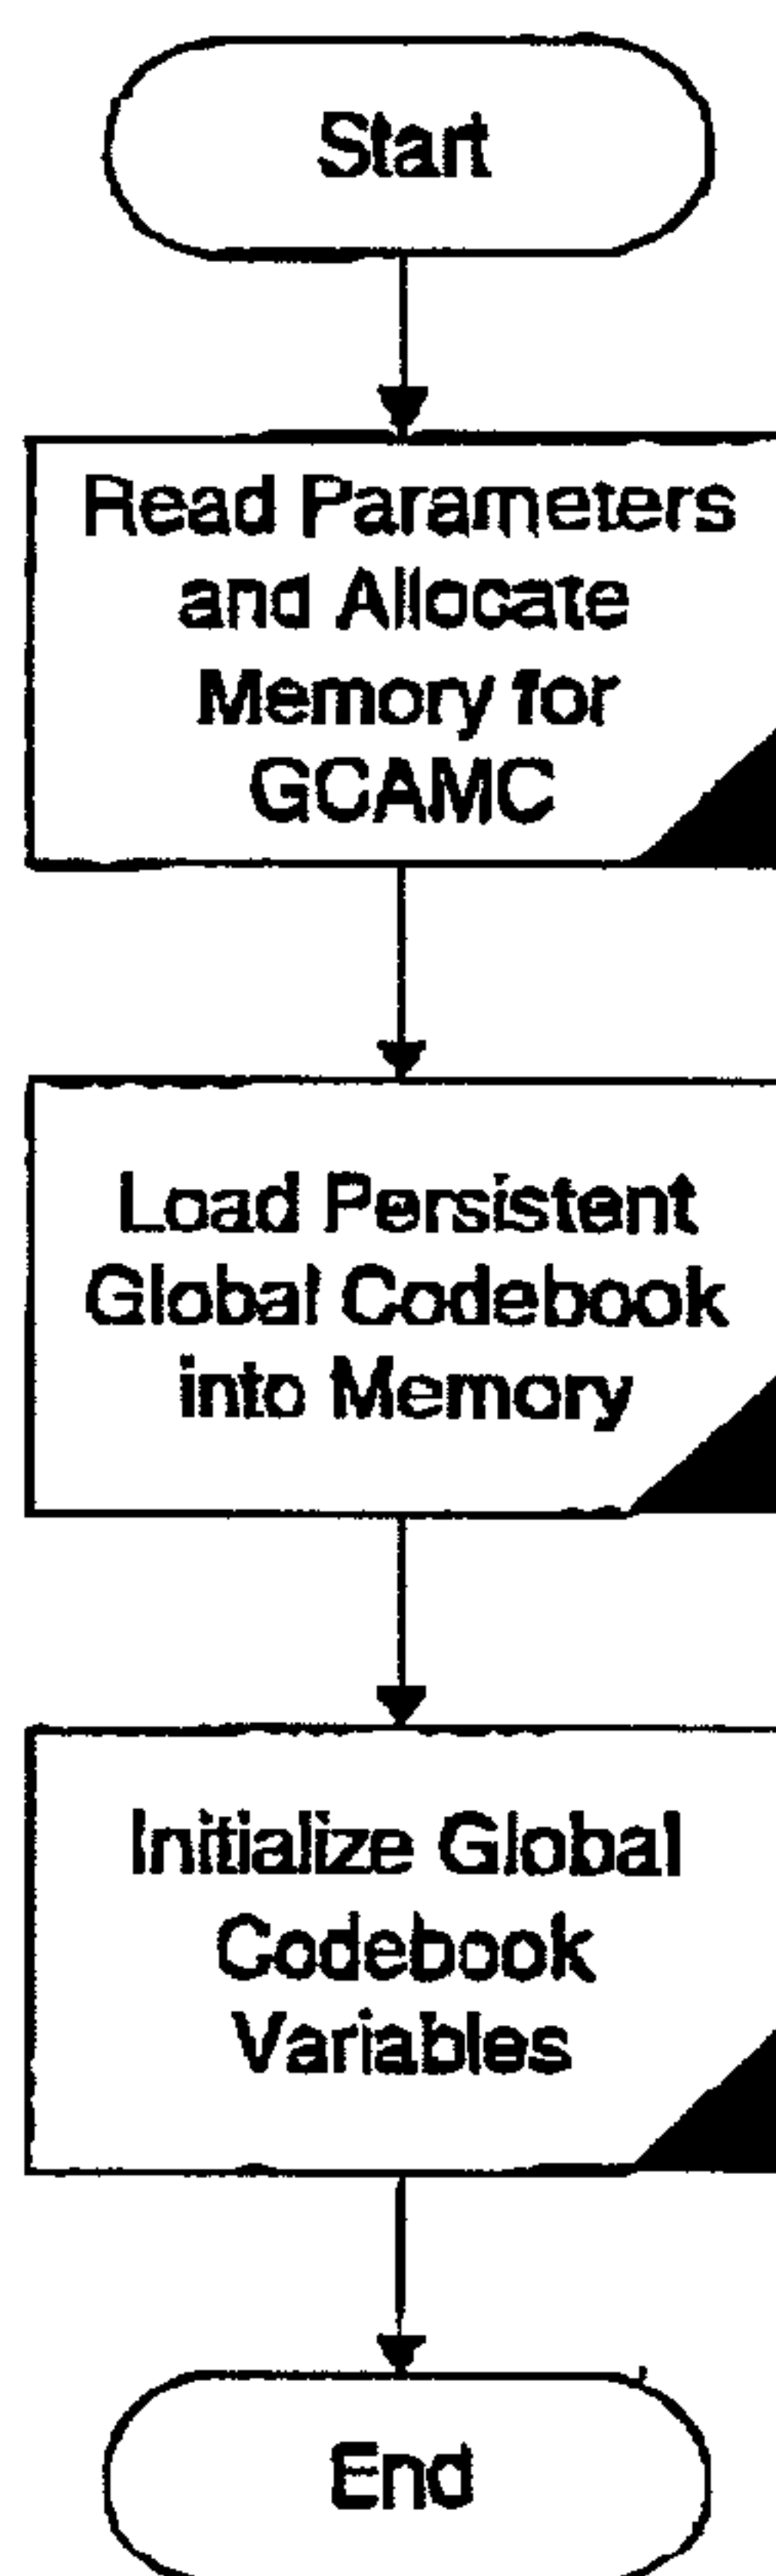 Start
Read Parameters
and Allocate
Memory for
GCAMC
Load Persistent
Global Codebook
into Memory
Initialize Global
Codebook
Variables
End